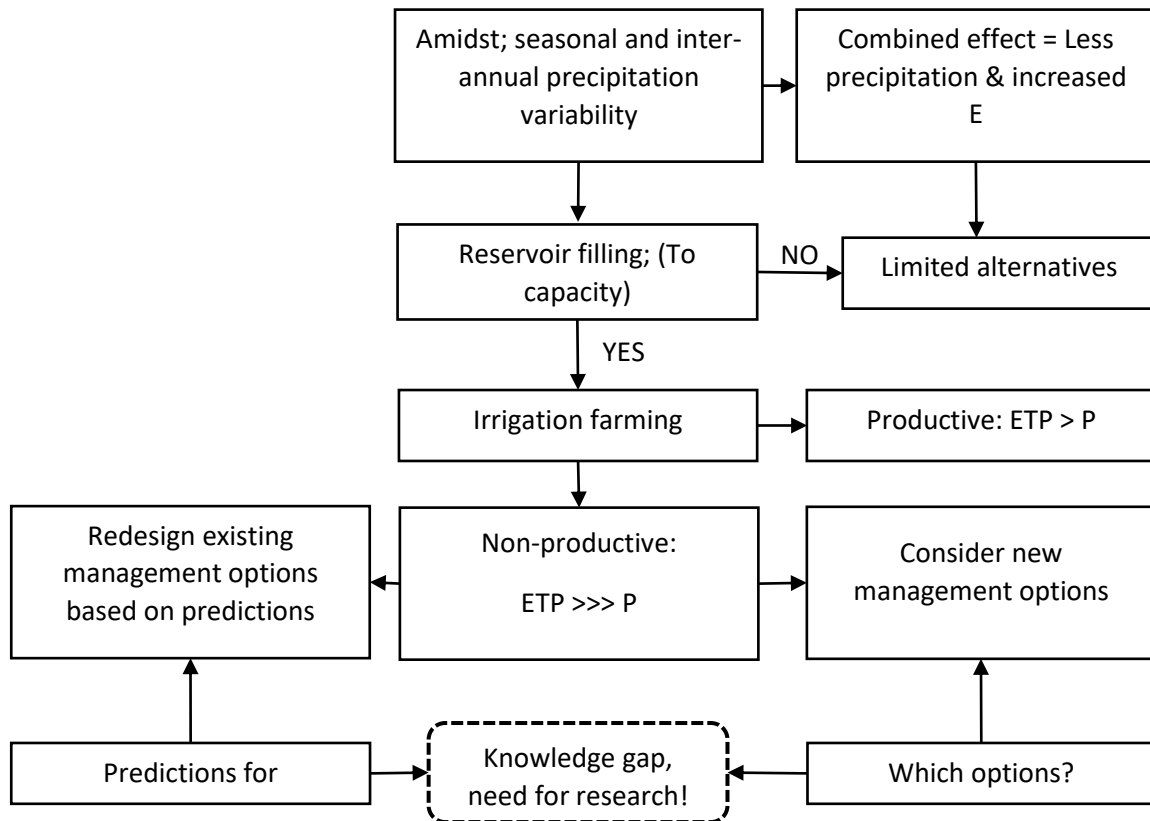 Amidst; seasonal and inter-
annual precipitation
variability
Combined effect = Less
precipitation & increased
E
Reservoir filling; (To
capacity)
NO
Limited alternatives
YES
Irrigation farming
Productive: ETP > P
Redesign existing
management options
based on predictions
Non-productive:
ETP >>> P
Consider new
management options
Predictions for
Knowledge gap,
need for research!
Which options?